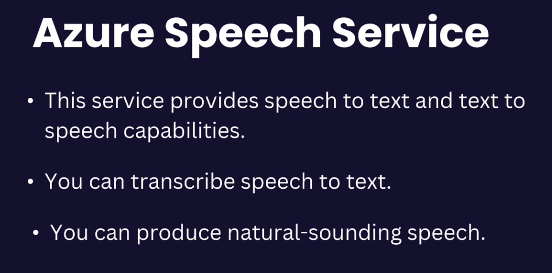 Azure Speech Service
• This service provides speech to text and text to
speech capabilities.
• You can transcribe speech to text.
• You can produce natural-sounding speech.